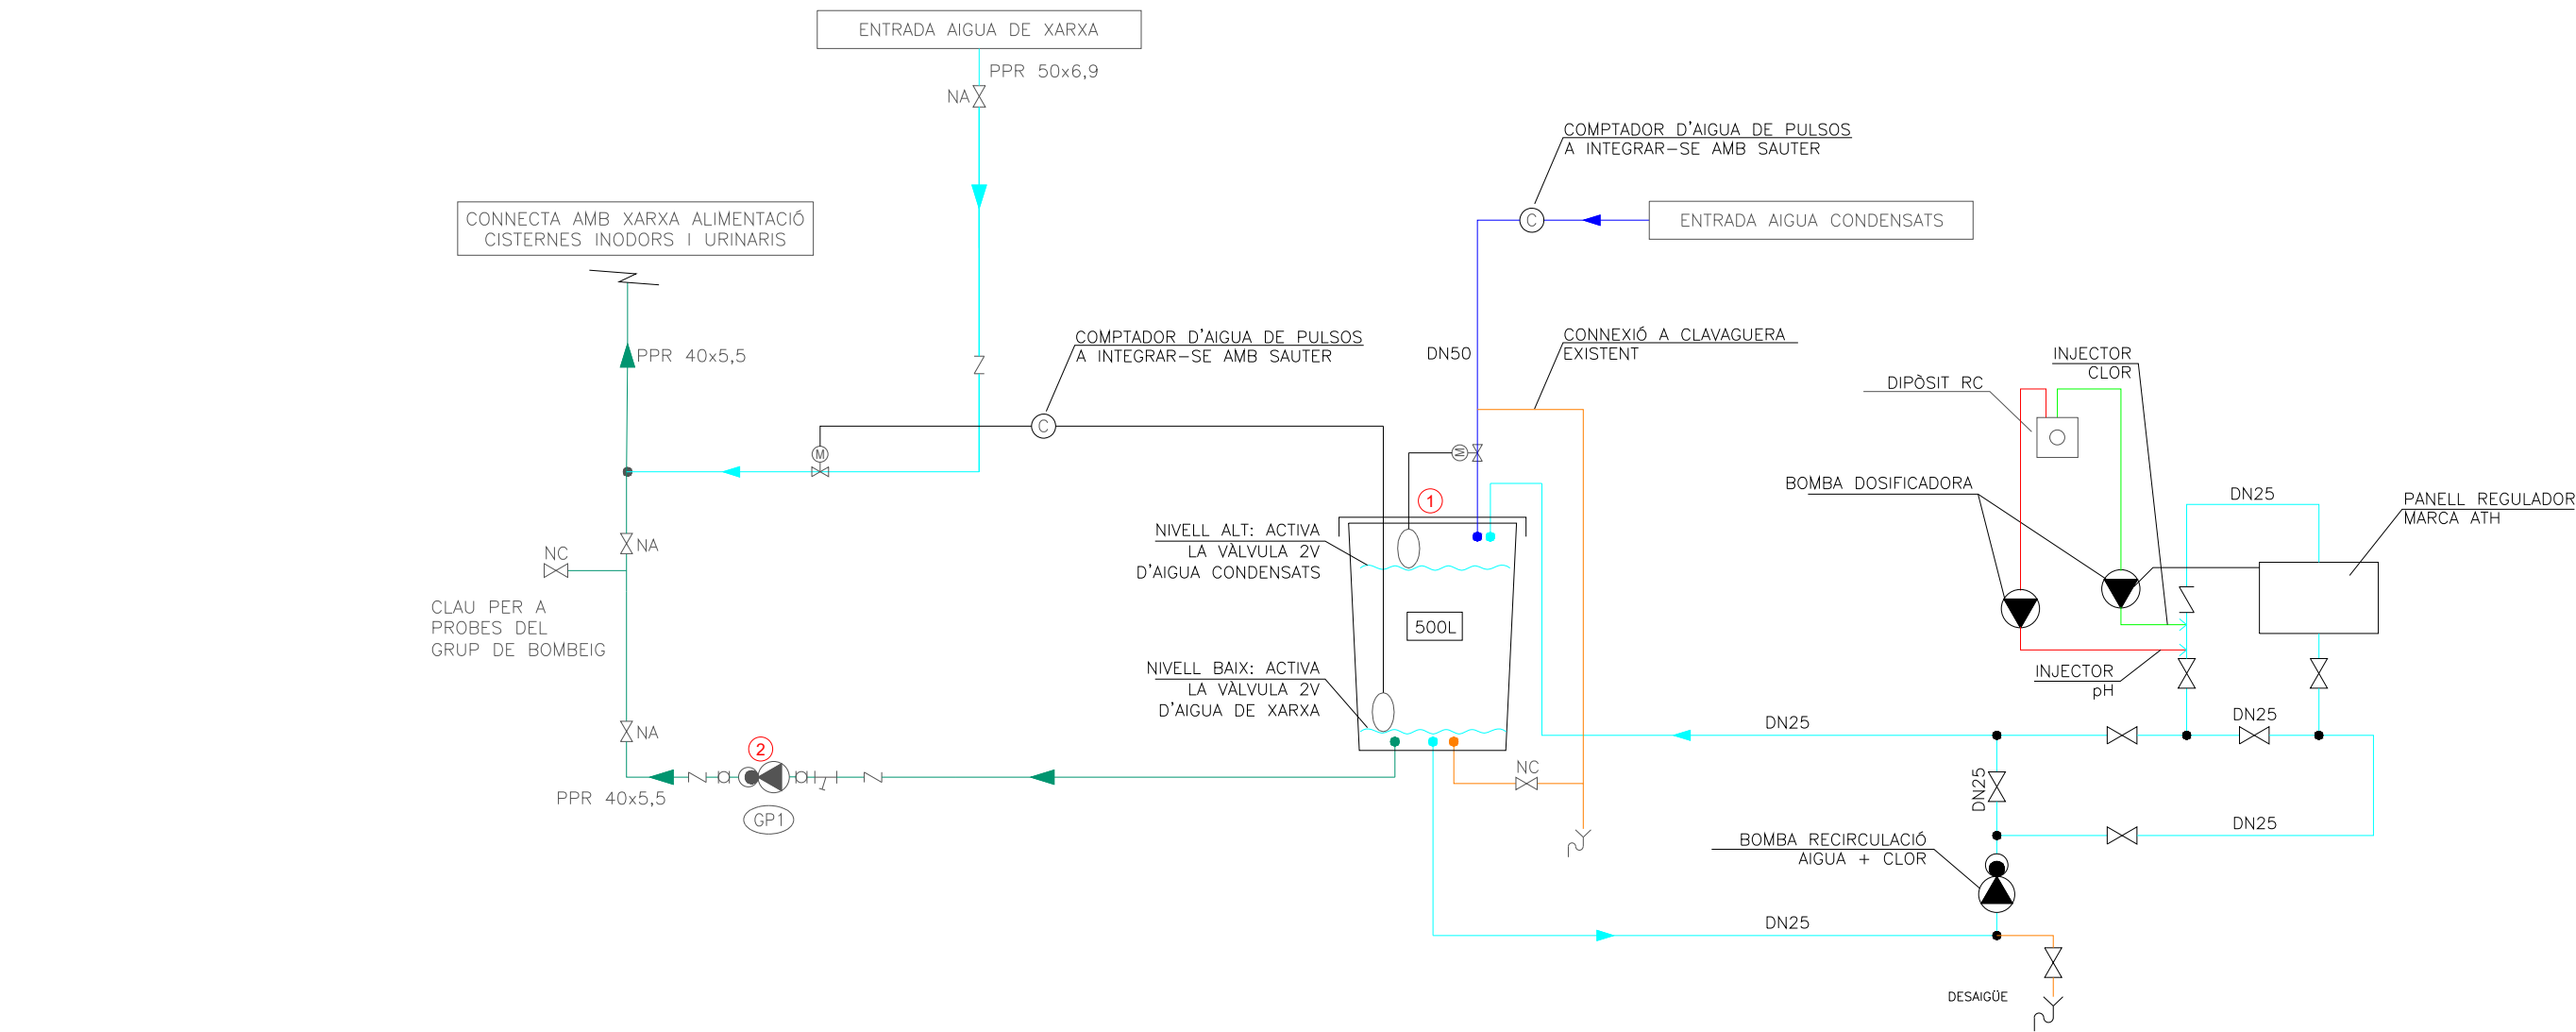 ENTRADA AIGUA DE XARXA
PPR 50x6,9
NA
COMPTADOR D'AIGUA DE PULSOS
A INTEGRAR-SE AMB SAUTER
CONNECTA AMB XARXA ALIMENTACIÓ
CISTERNES INODORS I URINARIS
C
ENTRADA AIGUA CONDENSATS
PPR 40x5,5
COMPTADOR D'AIGUA DE PULSOS
A INTEGRAR-SE AMB SAUTER
DN50
CONNEXIÓ A CLAVAGUERA
EXISTENT
INJECTOR
CLOR
DIPÒSIT RC
C
M
M
BOMBA DOSIFICADORA
DN25
PANELL REGULADOR
MARCA ATH
1
NIVELL ALT: ACTIVA
LA VÀLVULA 2V
D'AIGUA CONDENSATS
NA
NC
CLAU PER A
PROBES DEL
GRUP DE BOMBEIG
500L
NIVELL BAIX: ACTIVA
LA VÀLVULA 2V
D'AIGUA DE XARXA
INJECTOR
pH
NA
2
DN25
DN25
PPR 40x5,5
GP1
NC
DN25
DN25
BOMBA RECIRCULACIÓ
AIGUA + CLOR
DN25
DESAIGÜE